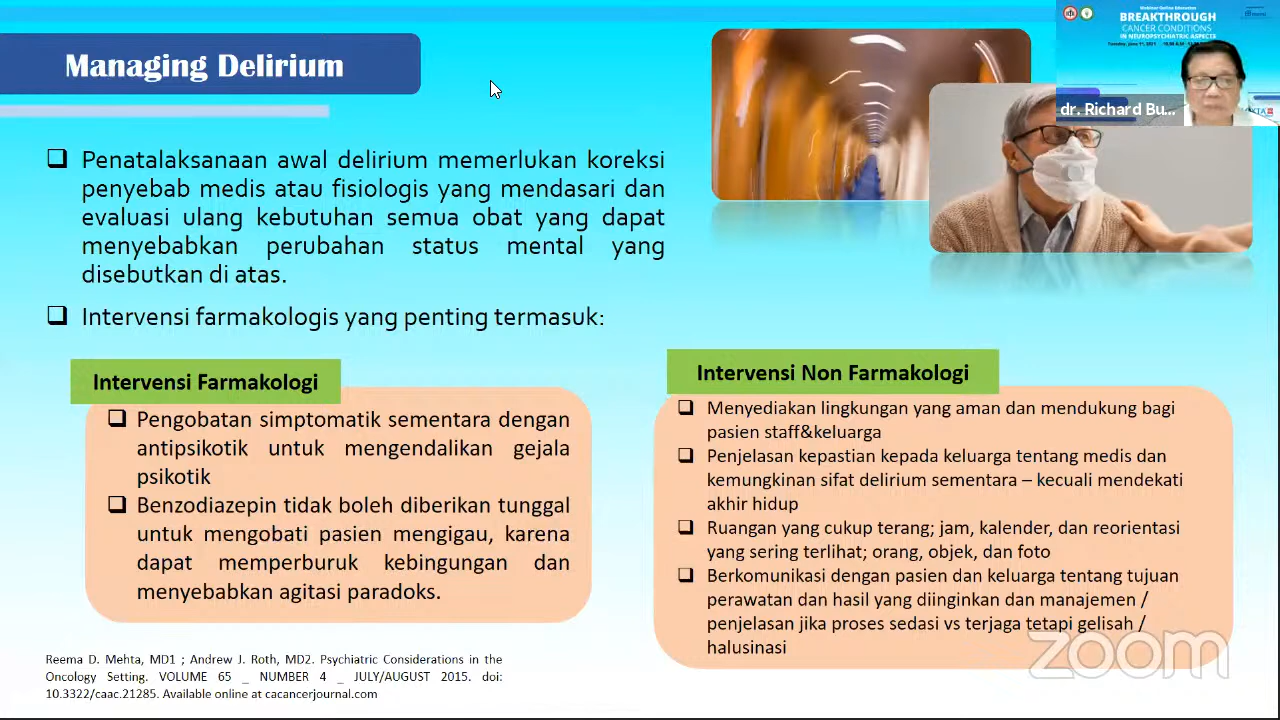 Managing Delirium
Webinar Online Education
BREAKTHROUGH
CANCER CONDITIONS
IN NEUROPSYCHIATRIC ASPECTS
dr. Richard Bu...
Penatalaksanaan awal delirium memerlukan koreksi
penyebab medis atau fisiologis yang mendasari dan
evaluasi ulang kebutuhan semua obat yang dapat
menyebabkan perubahan status mental yang
disebutkan di atas.
Intervensi farmakologis yang penting termasuk:
Intervensi Farmakologi
Pengobatan simptomatik sementara dengan
antipsikotik untuk mengendalikan gejala
psikotik
Benzodiazepin tidak boleh diberikan tunggal
untuk mengobati pasien mengigau, karena
dapat memperburuk kebingungan dan
menyebabkan agitasi paradoks.
Intervensi Non Farmakologi
Menyediakan lingkungan yang aman dan mendukung bagi
pasien staff&keluarga
Penjelasan kepastian kepada keluarga tentang medis dan
kemungkinan sifat delirium sementara – kecuali mendekati
akhir hidup
Ruangan yang cukup terang; jam, kalender, dan reorientasi
yang sering terlihat; orang, objek, dan foto
Berkomunikasi dengan pasien dan keluarga tentang tujuan
perawatan dan hasil yang diinginkan dan manajemen /
penjelasan jika proses sedasi vs terjaga tetapi gelisah /
halusinasi
Reema D. Mehta, MD1 ; Andrew J. Roth, MD2. Psychiatric Considerations in the
Oncology Setting. VOLUME 65 _ NUMBER 4 _ JULY/AUGUST 2015. doi:
10.3322/caac.21285. Available online at cacancerjournal.com
zoom